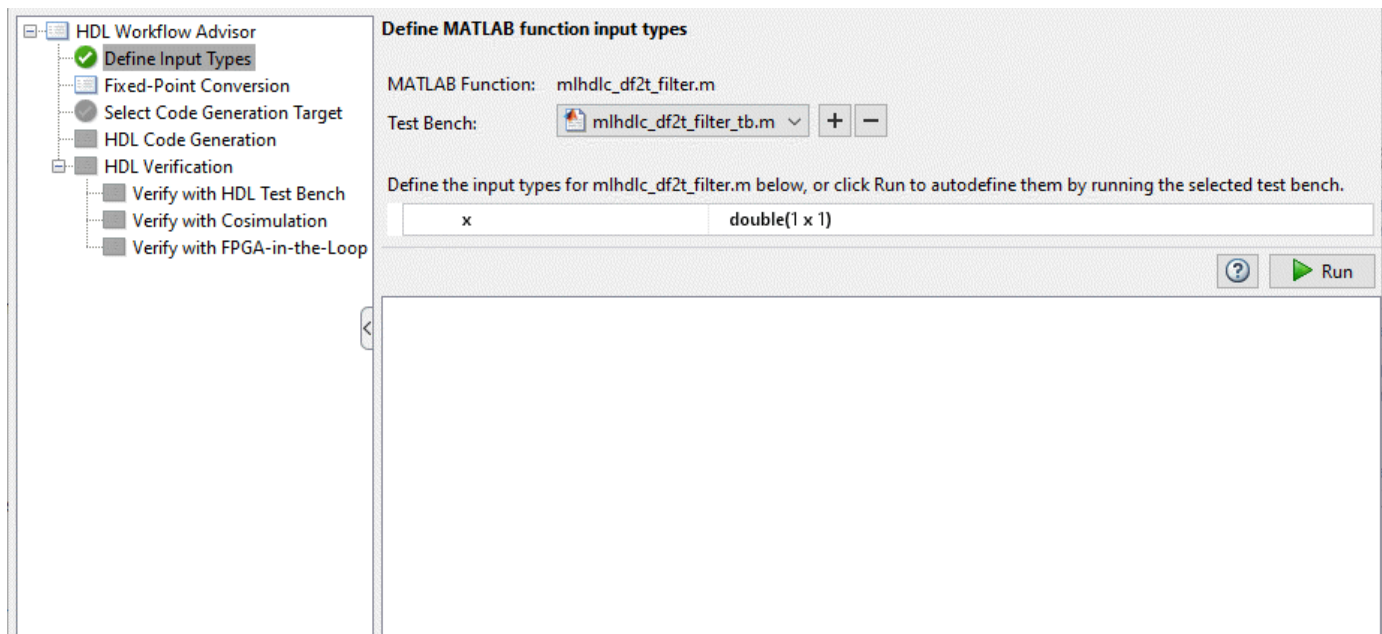 HDL Workflow Advisor
Define Input Types
Fixed-Point Conversion
Select Code Generation Target
HDL Code Generation
HDL Verification
Verify with HDL Test Bench
Verify with Cosimulation
Verify with FPGA-in-the-Loop
Define MATLAB function input types
MATLAB Function: mlhdlc_df2t_filter.m
Test Bench: mlhdlc_df2t_filter_tb.m
Define the input types for mlhdlc_df2t_filter.m below, or click Run to autodefine them by running the selected test bench.
x double(1 x 1)
Run